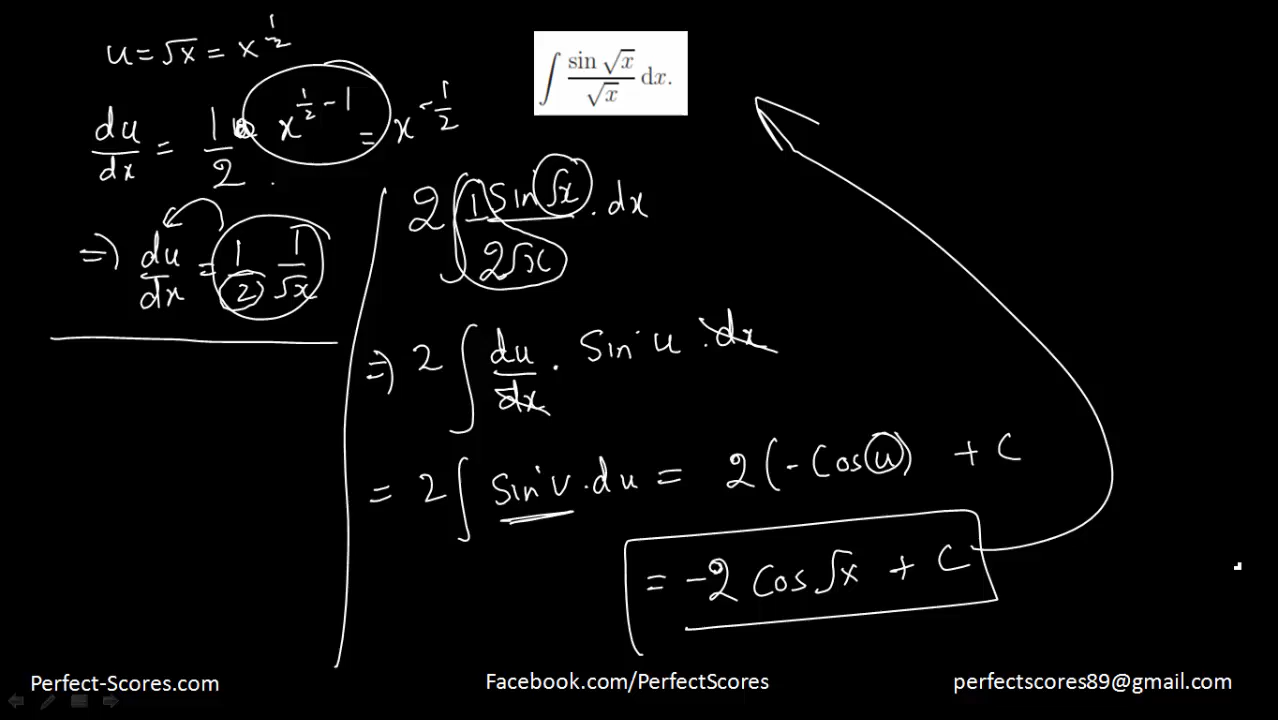 u = √x = x^{1/2}
∫ sin √x / √x dx.
du/dx = 1/2 x^{1/2 - 1} = x^{-1/2}
=> du/dx = 1/2 1/√x
2 ∫ 1 sin √x / 2√x . dx
=> 2 ∫ du/dx . sin u . dx
= 2 ∫ sin v . du = 2 (- cos u) + c
= -2 cos √x + c
Perfect-Scores.com
Facebook.com/PerfectScores
perfectscores89@gmail.com